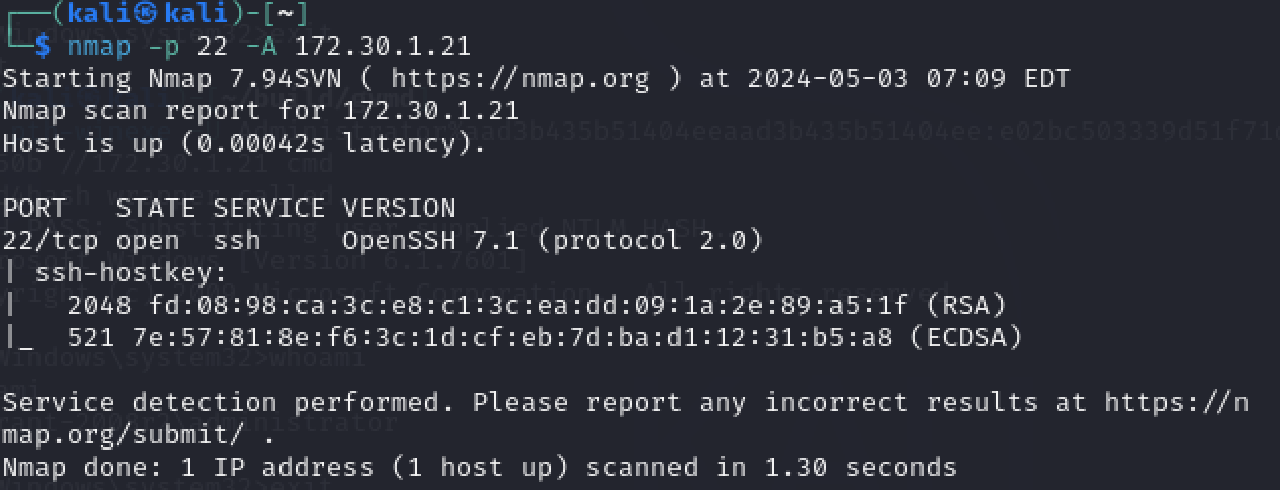 ┌──(kali㉿kali)-[~]
└─$ nmap -p 22 -A 172.30.1.21
Starting Nmap 7.94SVN ( https://nmap.org ) at 2024-05-03 07:09 EDT
Nmap scan report for 172.30.1.21
Host is up (0.00042s latency).
PORT   STATE SERVICE VERSION
22/tcp open  ssh     OpenSSH 7.1 (protocol 2.0)
| ssh-hostkey:
|   2048 fd:08:98:ca:3c:e8:c1:3c:ea:dd:09:1a:2e:89:a5:1f (RSA)
|_  521 7e:57:81:8e:f6:3c:1d:cf:eb:7d:ba:d1:12:31:b5:a8 (ECDSA)
Service detection performed. Please report any incorrect results at https://n
map.org/submit/ .
Nmap done: 1 IP address (1 host up) scanned in 1.30 seconds